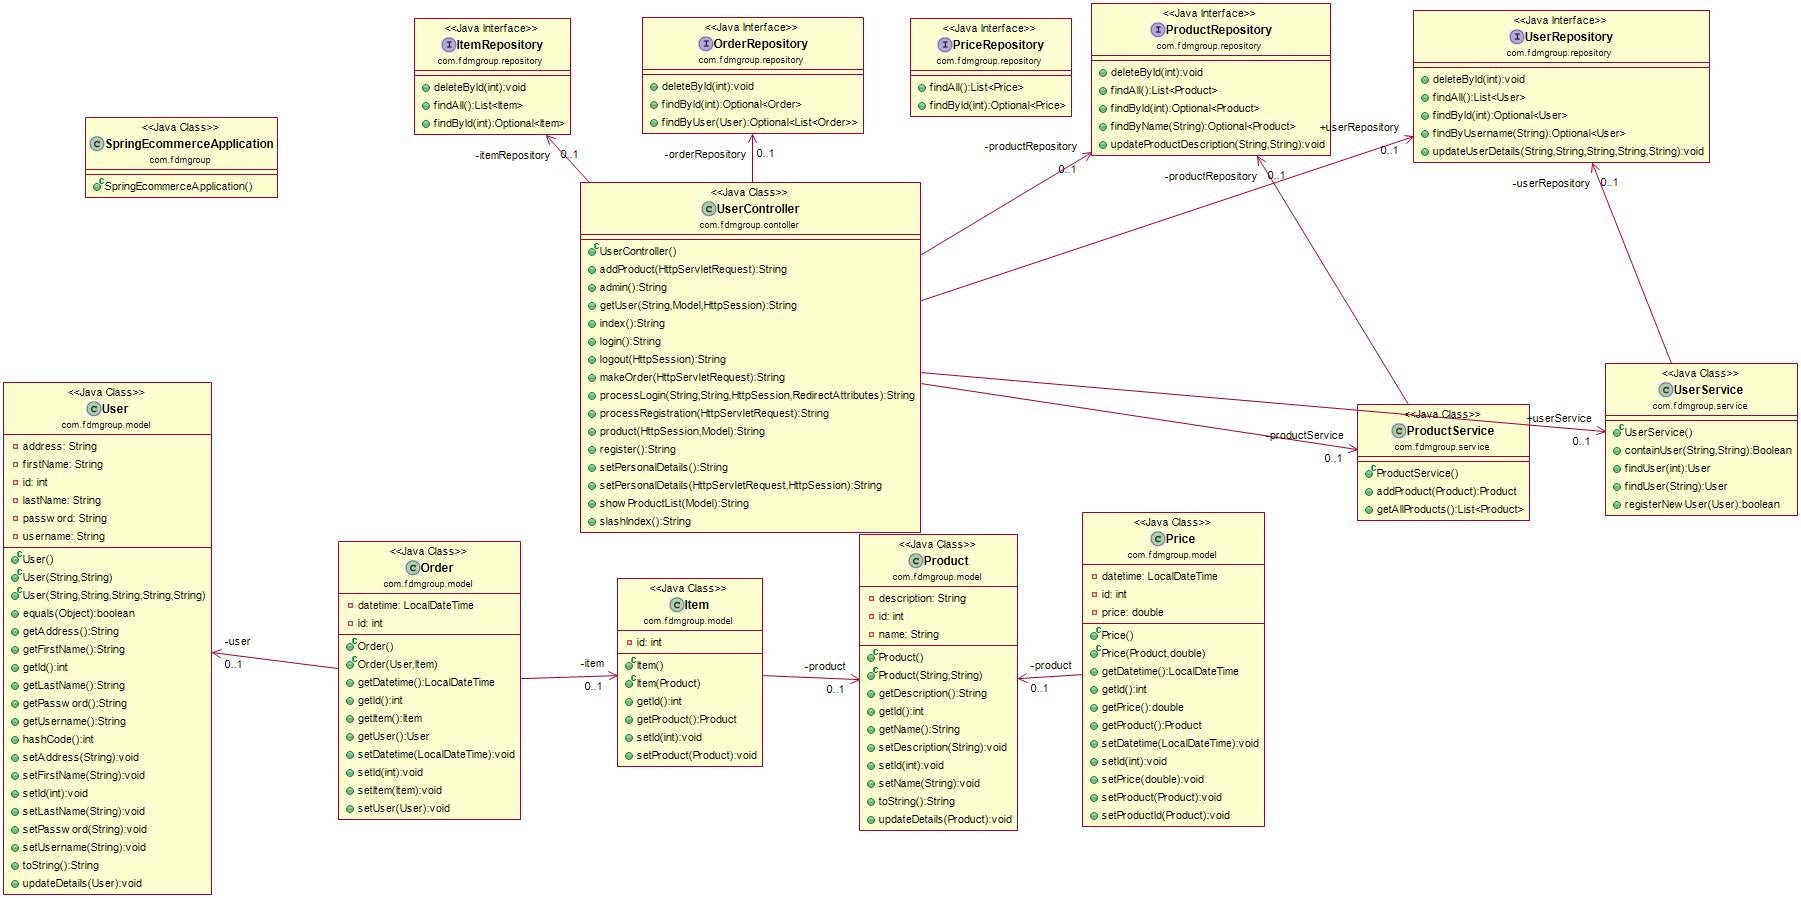 <<Java Interface>>
ItemRepository
com.fdmgroup.repository
deleteById(int):void
findAll():List<Item>
findById(int):Optional<Item>
<<Java Interface>>
OrderRepository
com.fdmgroup.repository
deleteById(int):void
findById(int):Optional<Order>
findByUser(User):Optional<List<Order>>
<<Java Interface>>
PriceRepository
com.fdmgroup.repository
findAll():List<Price>
findById(int):Optional<Price>
<<Java Interface>>
ProductRepository
com.fdmgroup.repository
deleteById(int):void
findAll():List<Product>
findById(int):Optional<Product>
findByName(String):Optional<Product>
updateProductDescription(String,String):void
<<Java Interface>>
UserRepository
com.fdmgroup.repository
deleteById(int):void
findAll():List<User>
findById(int):Optional<User>
findByUsername(String):Optional<User>
updateUserDetails(String,String,String,String,String):void
<<Java Class>>
SpringEcommerceApplication
com.fdmgroup
SpringEcommerceApplication()
-itemRepository
0..1
-orderRepository
0..1
-productRepository
0..1
+userRepository
0..1
-productRepository
0..1
-userRepository
0..1
<<Java Class>>
UserController
com.fdmgroup.contoller
UserController()
addProduct(HttpServletRequest):String
admin():String
getUser(String,Model,HttpSession):String
index():String
login():String
logout(HttpSession):String
makeOrder(HttpServletRequest):String
processLogin(String,String,HttpSession,RedirectAttributes):String
processRegistration(HttpServletRequest):String
product(HttpSession,Model):String
register():String
setPersonalDetails():String
setPersonalDetails(HttpServletRequest,HttpSession):String
showProductList(Model):String
slashIndex():String
-productService
0..1
+userService
0..1
<<Java Class>>
ProductService
com.fdmgroup.service
ProductService()
addProduct(Product):Product
getAllProducts():List<Product>
<<Java Class>>
UserService
com.fdmgroup.service
UserService()
containUser(String,String):Boolean
findUser(int):User
findUser(String):User
registerNewUser(User):boolean
<<Java Class>>
User
com.fdmgroup.model
address: String
firstName: String
id: int
lastName: String
password: String
username: String
User()
User(String,String)
User(String,String,String,String,String)
equals(Object):boolean
getAddress():String
getFirstName():String
getId():int
getLastName():String
getPassword():String
getUsername():String
hashCode():int
setAddress(String):void
setFirstName(String):void
setId(int):void
setLastName(String):void
setPassword(String):void
setUsername(String):void
toString():String
updateDetails(User):void
-user
0..1
<<Java Class>>
Order
com.fdmgroup.model
datetime: LocalDateTime
id: int
Order()
Order(User,Item)
getDatetime():LocalDateTime
getId():int
getItem():Item
getUser():User
setDatetime(LocalDateTime):void
setId(int):void
setItem(Item):void
setUser(User):void
-item
0..1
<<Java Class>>
Item
com.fdmgroup.model
id: int
Item()
Item(Product)
getId():int
getProduct():Product
setId(int):void
setProduct(Product):void
-product
0..1
<<Java Class>>
Product
com.fdmgroup.model
description: String
id: int
name: String
Product()
Product(String,String)
getDescription():String
getId():int
getName():String
setDescription(String):void
setId(int):void
setName(String):void
toString():String
updateDetails(Product):void
-product
0..1
<<Java Class>>
Price
com.fdmgroup.model
datetime: LocalDateTime
id: int
price: double
Price()
Price(Product,double)
getDatetime():LocalDateTime
getId():int
getPrice():double
getProduct():Product
setDatetime(LocalDateTime):void
setId(int):void
setPrice(double):void
setProduct(Product):void
setProductId(Product):void